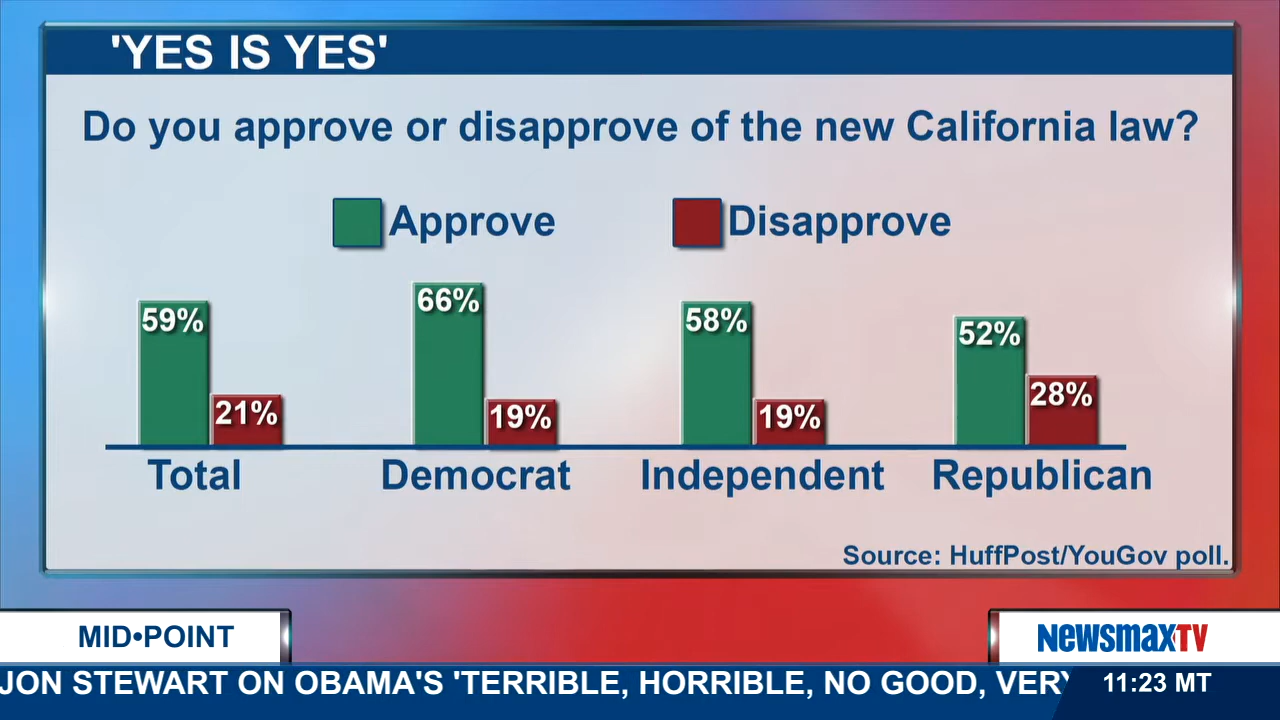 'YES IS YES'
Do you approve or disapprove of the new California law?
Approve Disapprove
59% 21% 66% 19% 58% 19% 52% 28%
Total Democrat Independent Republican
Source: HuffPost/YouGov poll.
MID•POINT
NEWSMAXTV
JON STEWART ON OBAMA'S 'TERRIBLE, HORRIBLE, NO GOOD, VERY 11:23 MT